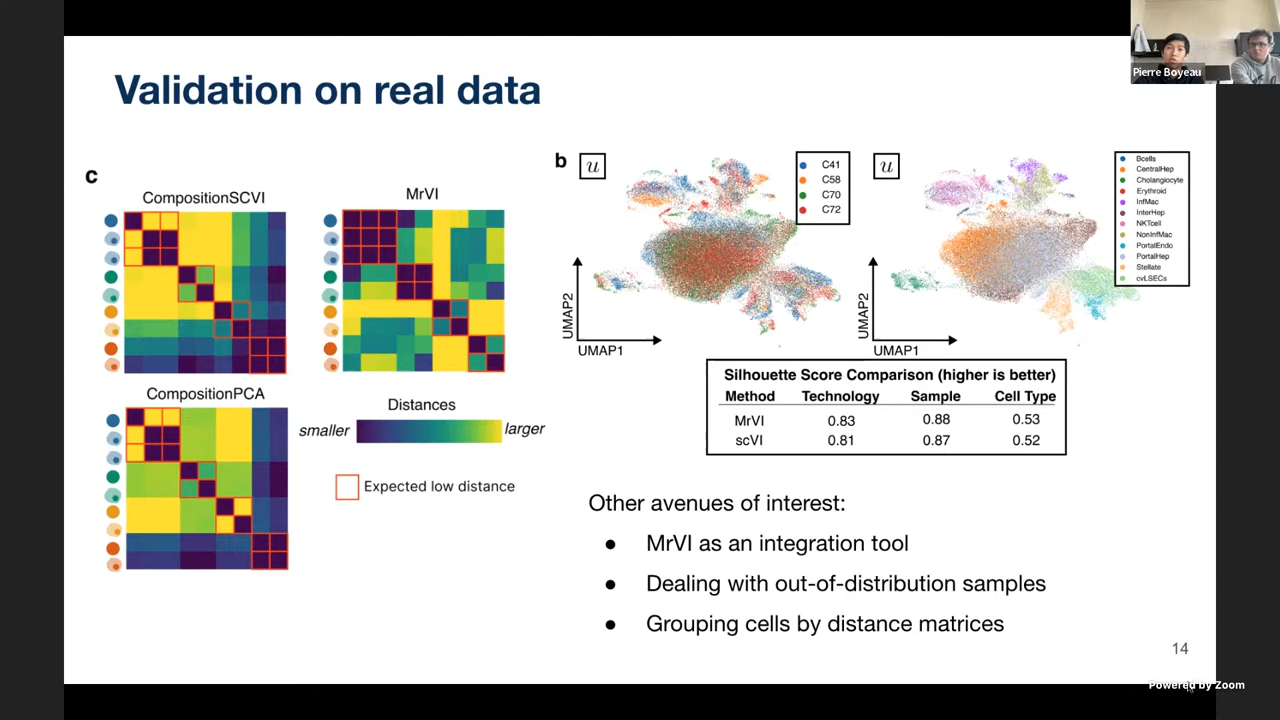 Pierre Boyeau
Validation on real data
c
CompositionSCVI
MrVI
CompositionPCA
Distances
smaller
larger
Expected low distance
b
u
C41
C58
C70
C72
UMAP2
UMAP1
u
Bcells
CentralHep
Cholangiocyte
Erythroid
InfMac
InterHep
NKTcell
NonInfMac
PortalEndo
PortalHep
Stellate
cvLSECs
UMAP2
UMAP1
Silhouette Score Comparison (higher is better)
Method Technology Sample Cell Type
MrVI 0.83 0.88 0.53
scVI 0.81 0.87 0.52
Other avenues of interest:
● MrVI as an integration tool
● Dealing with out-of-distribution samples
● Grouping cells by distance matrices
14
Powered by Zoom